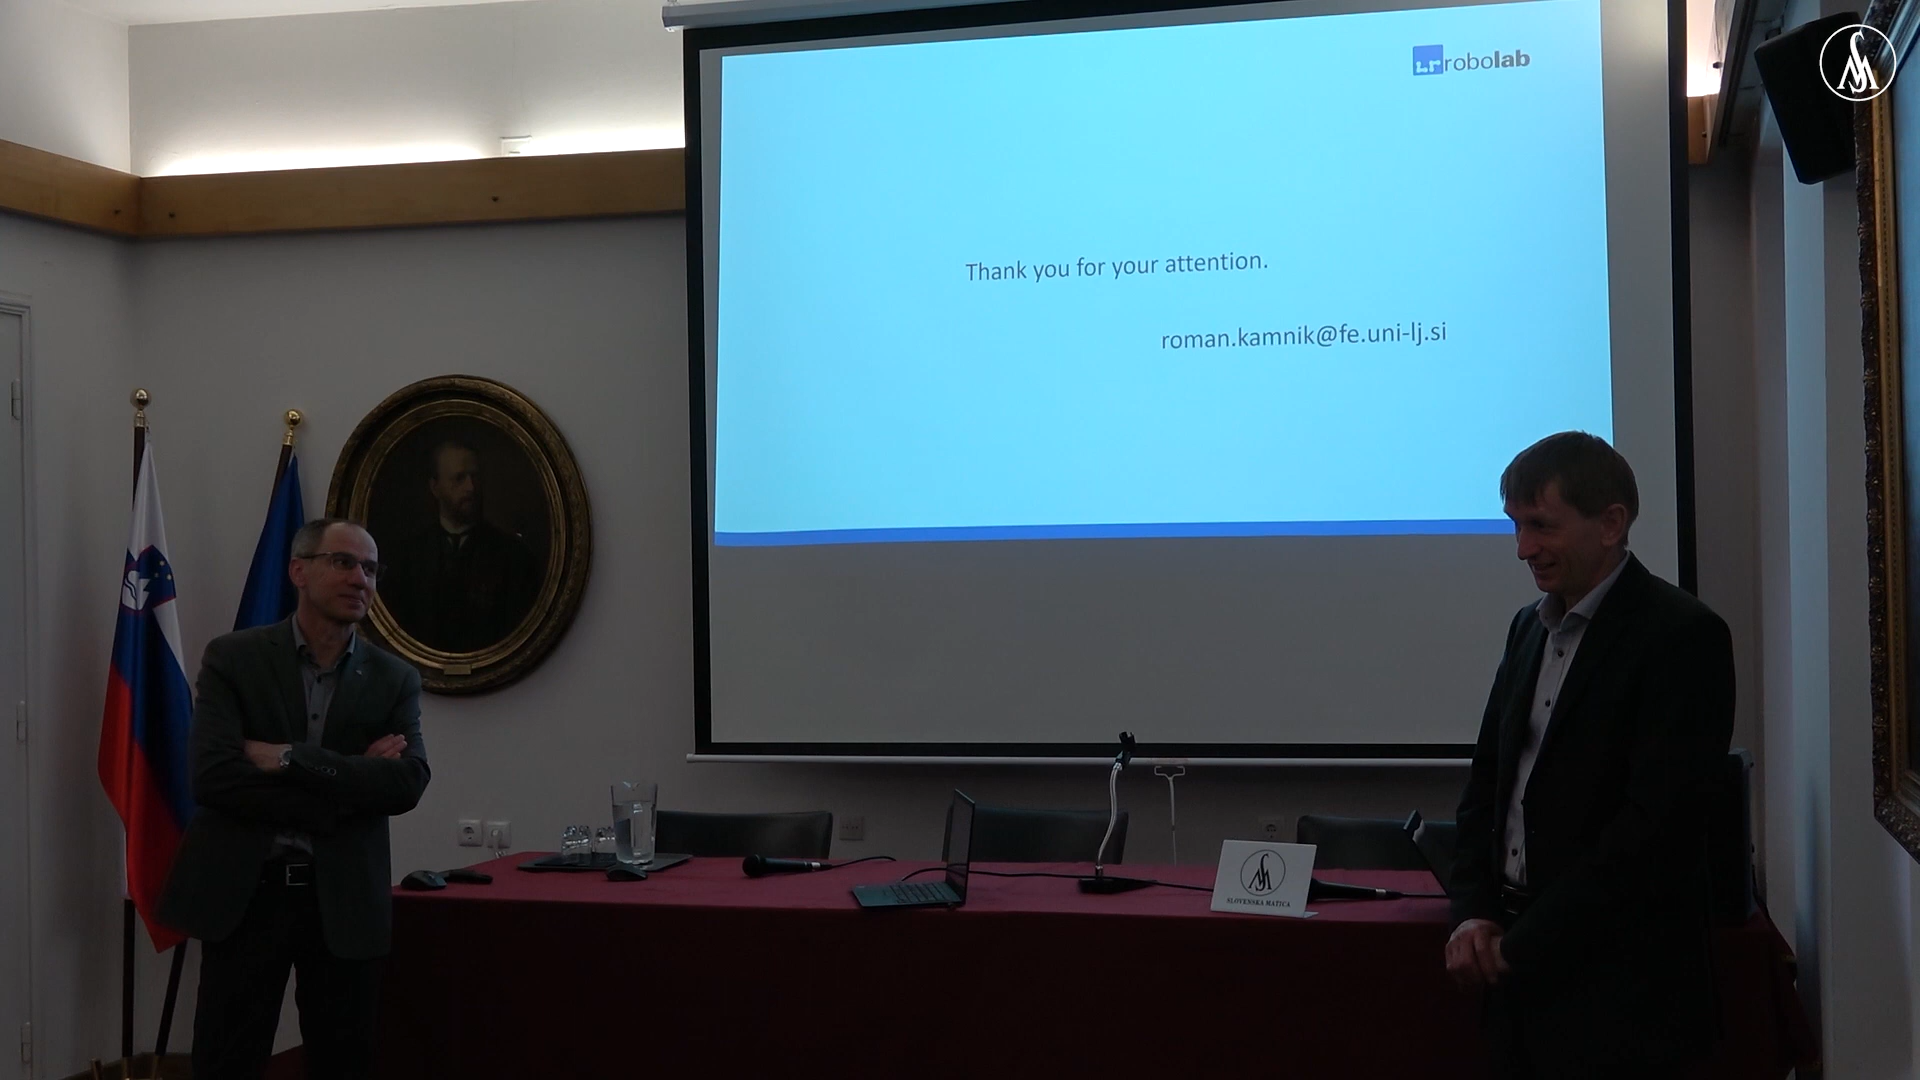 robolab
Thank you for your attention.
roman.kamnik@fe.uni-lj.si
SLOVENSKA MATICA